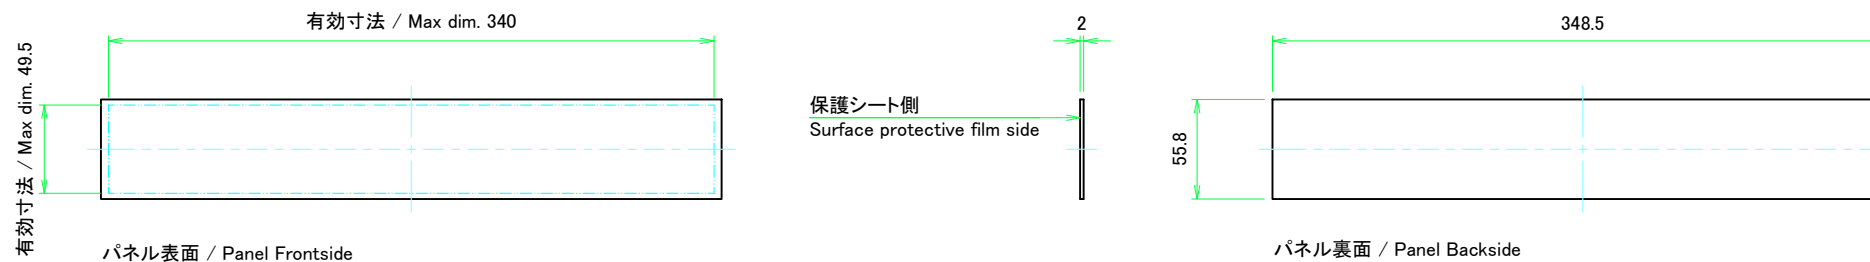 有効寸法 / Max dim. 340
有効寸法 / Max dim. 49.5
パネル表面 / Panel Frontside
2
保護シート側
Surface protective film side
348.5
55.8
パネル裏面 / Panel Backside